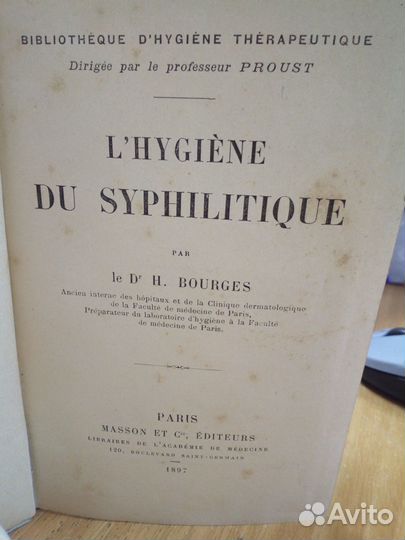 BIBLIOTHÈQUE D'HYGIÈNE THÉRAPEUTIQUE
Dirigée par le professeur PROUST
L'HYGIÈNE
DU SYPHILITIQUE
PAR
le Dr H. BOURGES
Ancien interne des hôpitaux et de la Clinique dermatologique
de la Faculté de médecine de Paris,
Préparateur du laboratoire d'hygiène à la Faculté
de médecine de Paris.
PARIS
MASSON ET Cie, ÉDITEURS
LIBRAIRES DE L'ACADÉMIE DE MÉDECINE
120, BOULEVARD SAINT-GERMAIN
1897
Avito